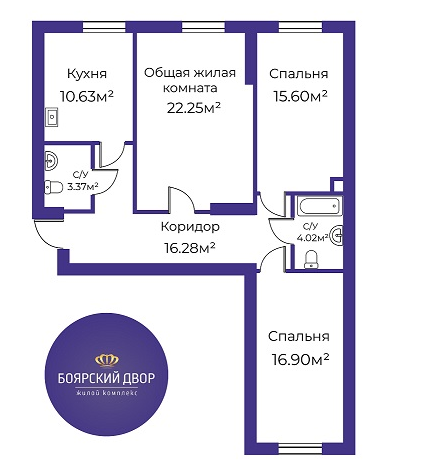 Кухня
10.63м²
Общая жилая
комната
22.25м²
Спальня
15.60м²
С/У
3.37м²
Коридор
16.28м²
С/У
4.02м²
Спальня
16.90м²
БОЯРСКИЙ ДВОР
жилой комплекс